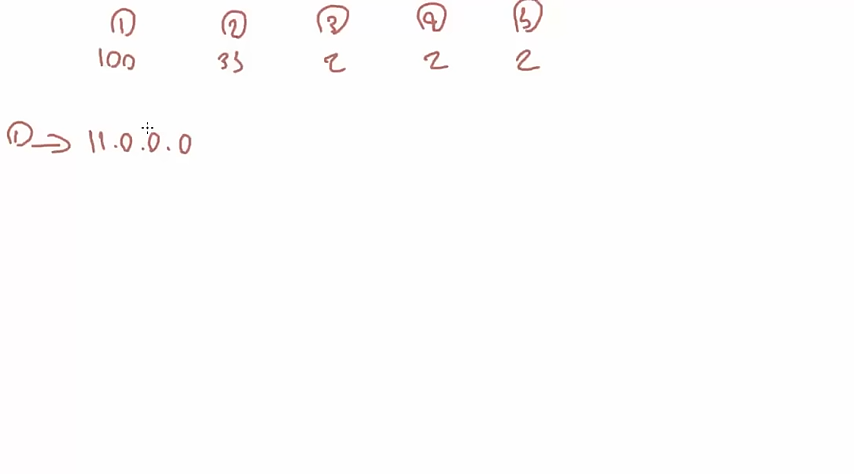 ① ② ③ ④ ⑤
100 35 2 2 2
① → 11.0.0.0